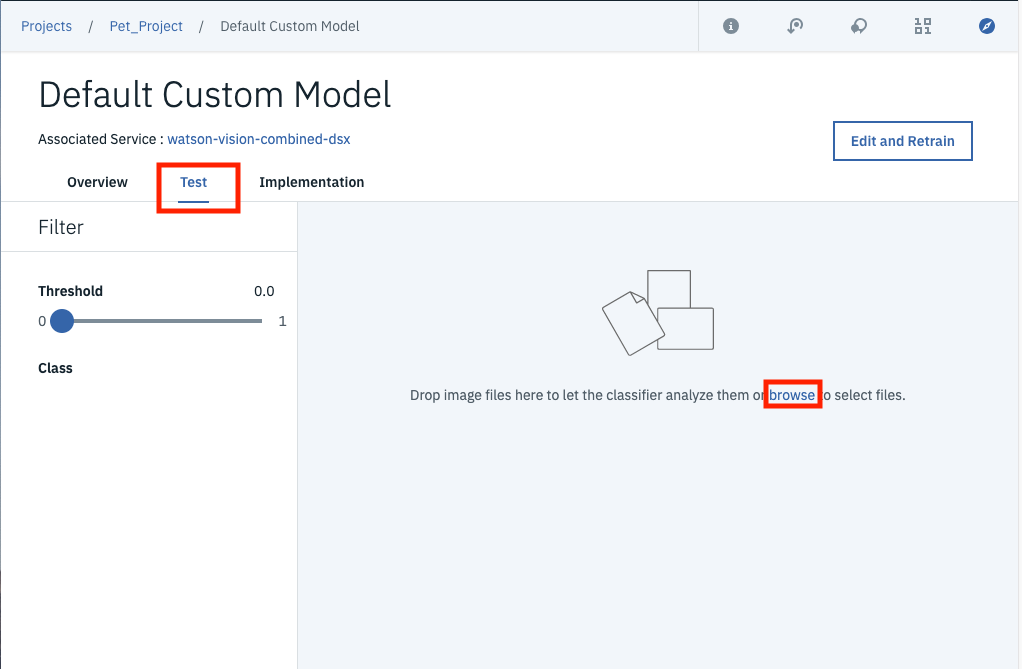 Projects / Pet_Project / Default Custom Model
Default Custom Model
Associated Service : watson-vision-combined-dsx
Edit and Retrain
Overview Test Implementation
Filter
Threshold 0.0
0 1
Class
Drop image files here to let the classifier analyze them or browse to select files.